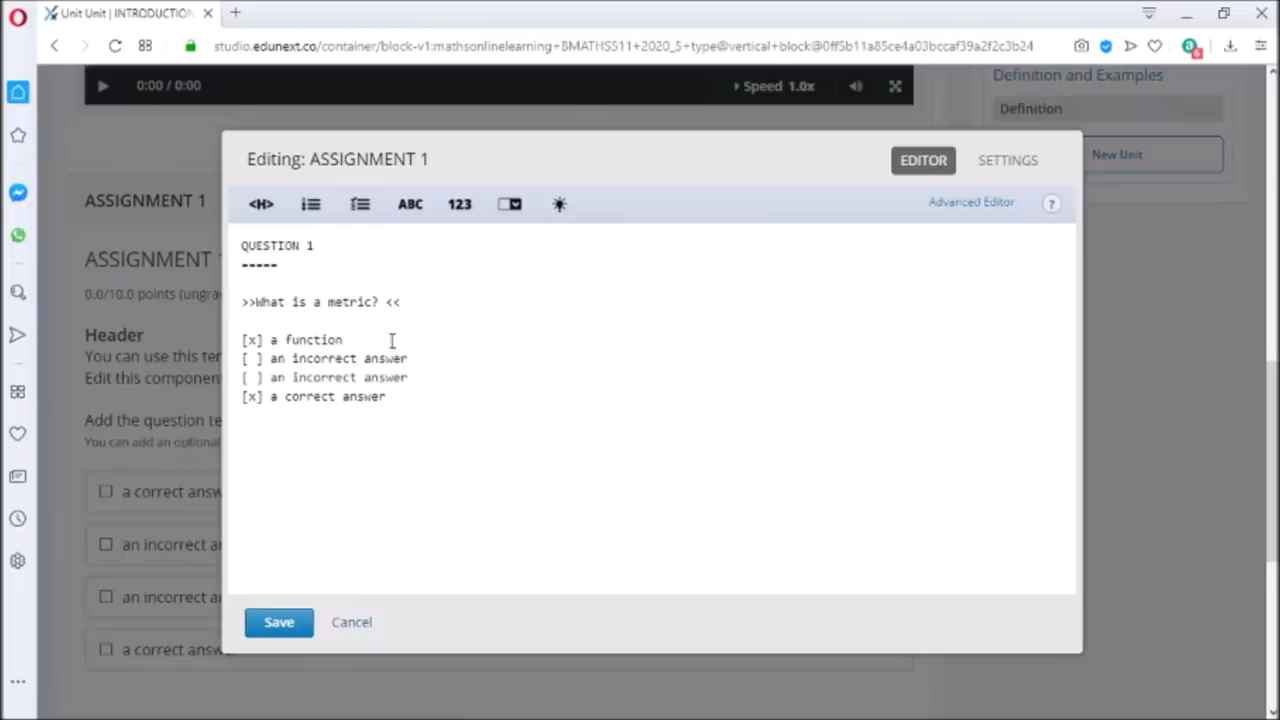 Unit Unit | INTRODUCTION
studio.edunext.co/container/block-v1:mathsonlinelearning+BMATHS511+2020_5+type@vertical+block@0ff5b11a85ce4a03bccaf39a2f2c3b24
0:00 / 0:00
Speed 1.0x
Definition and Examples
Definition
New Unit
ASSIGNMENT 1
ASSIGNMENT 1
0.0/10.0 points (ungra
Header
You can use this te
Edit this componen
Add the question te
You can add an optional
a correct answ
an incorrect a
an incorrect a
a correct answ
Editing: ASSIGNMENT 1
EDITOR
SETTINGS
<H>
ABC
123
Advanced Editor
?
QUESTION 1
-----
>>What is a metric? <<
[x] a function
[ ] an incorrect answer
[ ] an incorrect answer
[x] a correct answer
Save
Cancel